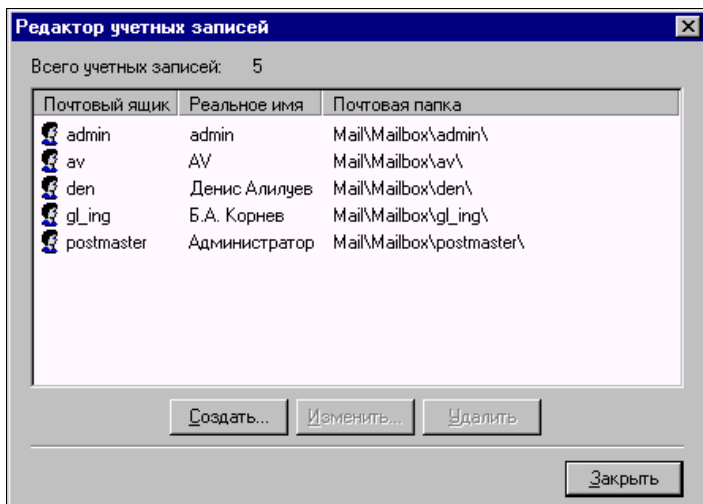 Редактор учетных записей
Всего учетных записей: 5
Почтовый ящик Реальное имя Почтовая папка
admin admin Mail\Mailbox\admin\
av AV Mail\Mailbox\av\
den Денис Алилуев Mail\Mailbox\den\
gl_ing Б.А. Корнев Mail\Mailbox\gl_ing\
postmaster Администратор Mail\Mailbox\postmaster\
Создать... Изменить... Удалить
Закрыть